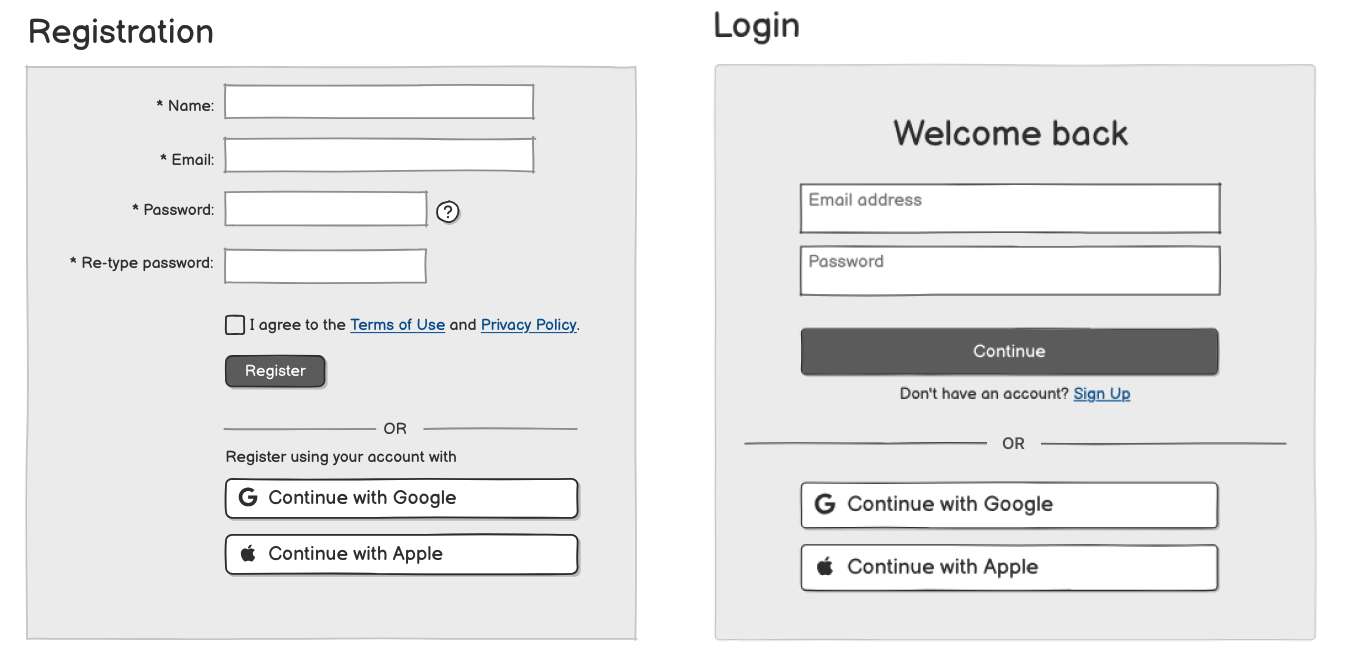 Registration
* Name:
* Email:
* Password:
?
* Re-type password:
I agree to the Terms of Use and Privacy Policy.
Register
OR
Register using your account with
G Continue with Google
Continue with Apple
Login
Welcome back
Email address
Password
Continue
Don't have an account? Sign Up
OR
G Continue with Google
Continue with Apple